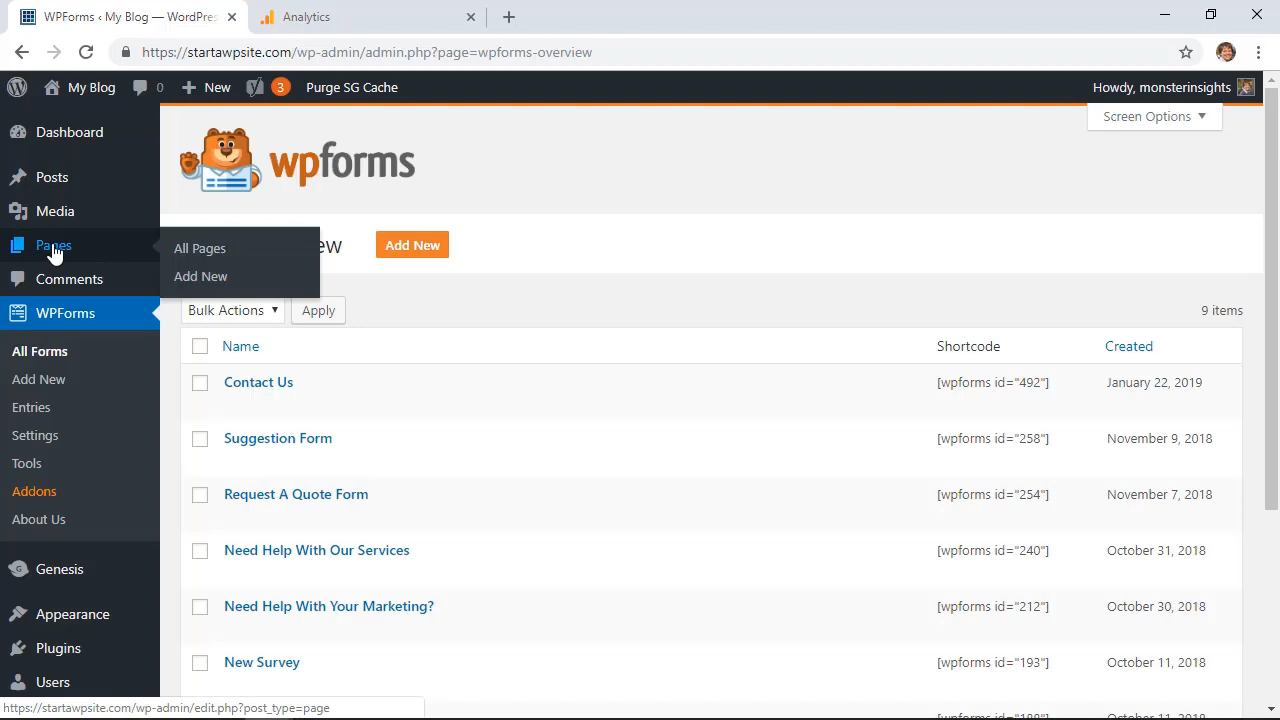 WPForms ‹ My Blog — WordPres
Analytics
https://startawpsite.com/wp-admin/admin.php?page=wpforms-overview
My Blog
0
New
3
Purge SG Cache
Howdy, monsterinsights
Screen Options
Dashboard
Posts
Media
Pages
Comments
WPForms
All Forms
Add New
Entries
Settings
Tools
Addons
About Us
Genesis
Appearance
Plugins
Users
All Pages
Add New
wpforms
ew
Add New
Bulk Actions
Apply
9 items
Name Shortcode Created
Contact Us [wpforms id="492"] January 22, 2019
Suggestion Form [wpforms id="258"] November 9, 2018
Request A Quote Form [wpforms id="254"] November 7, 2018
Need Help With Our Services [wpforms id="240"] October 31, 2018
Need Help With Your Marketing? [wpforms id="212"] October 30, 2018
New Survey [wpforms id="193"] October 11, 2018
https://startawpsite.com/wp-admin/edit.php?post_type=page